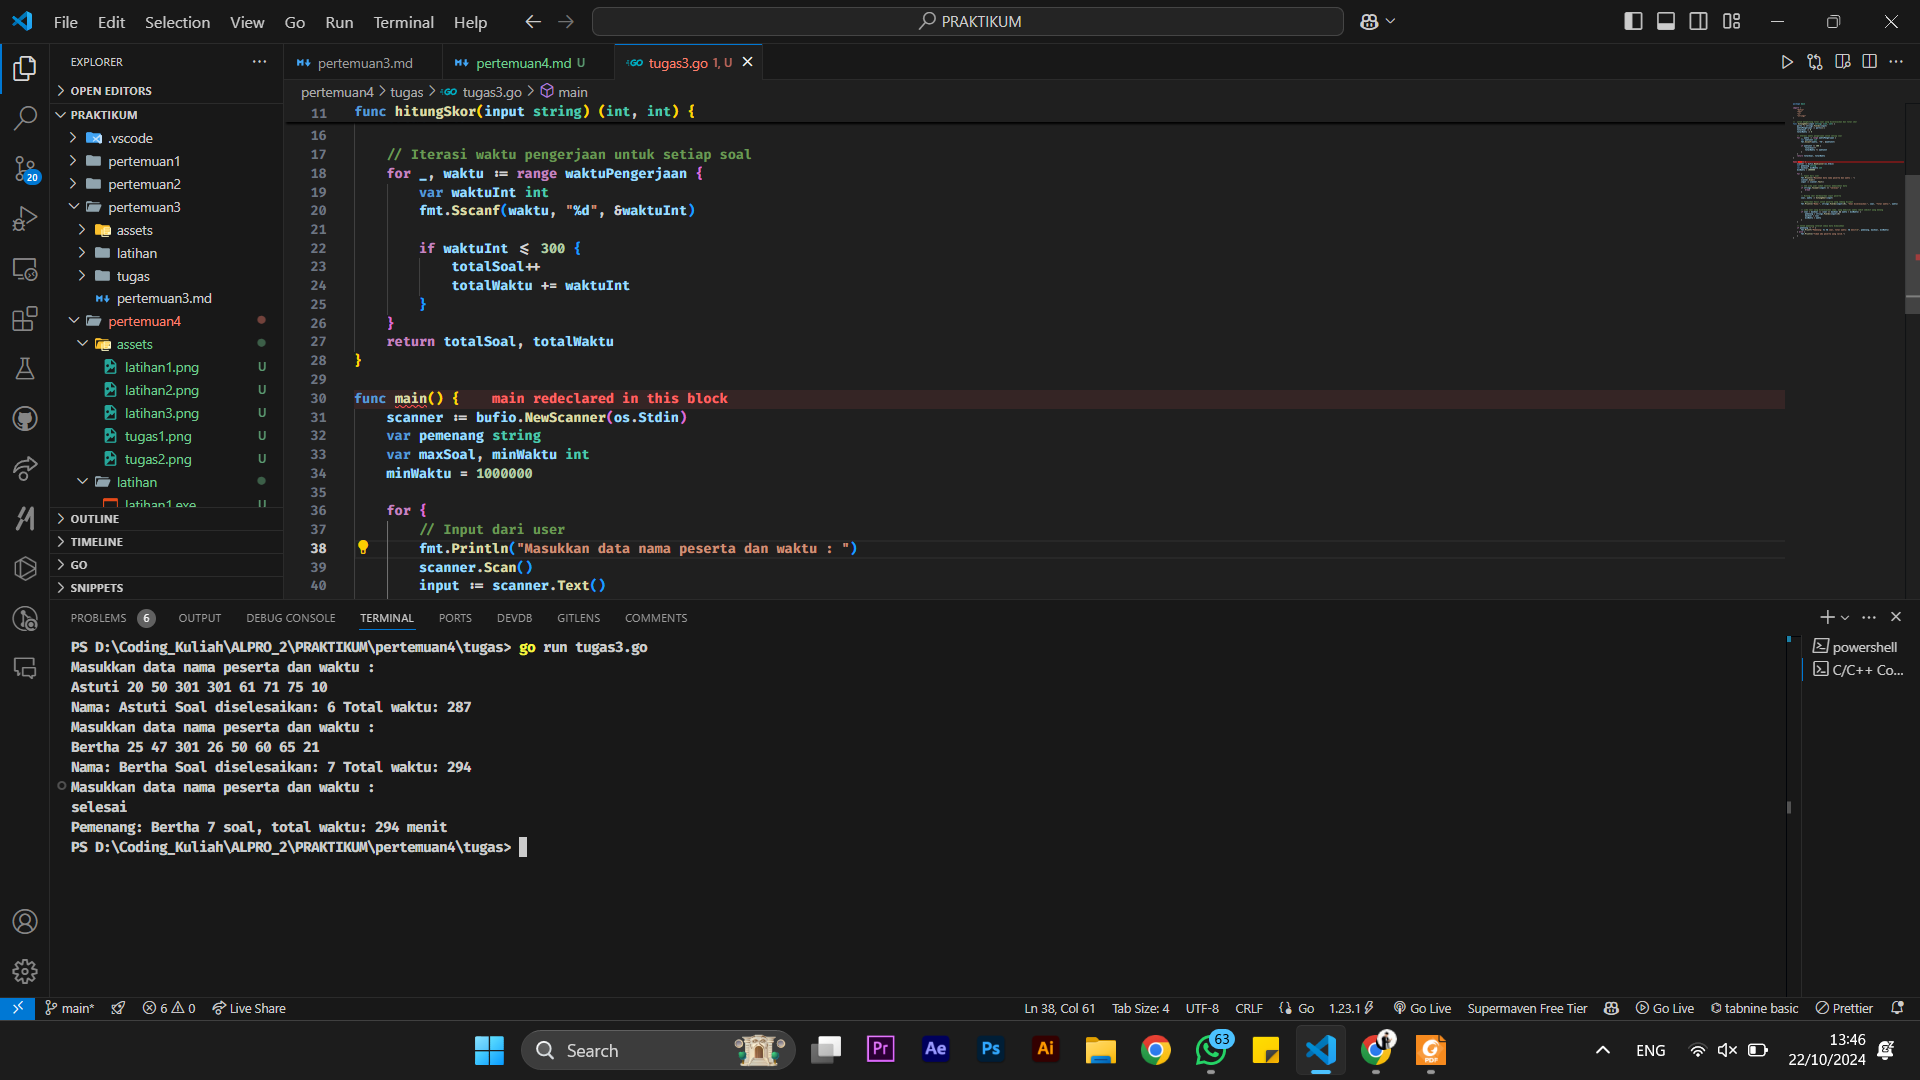 File Edit Selection View Go Run Terminal Help
PRAKTIKUM
EXPLORER
OPEN EDITORS
PRAKTIKUM
.vscode
pertemuan1
pertemuan2
pertemuan3
assets
latihan
tugas
pertemuan3.md
pertemuan4
assets
latihan1.png U
latihan2.png U
latihan3.png U
tugas1.png U
tugas2.png U
latihan
latihan1.exe U
OUTLINE
TIMELINE
GO
SNIPPETS
20
pertemuan3.md
pertemuan4.md U
tugas3.go 1, U
pertemuan4 > tugas > tugas3.go > main
11 func hitungSkor(input string) (int, int) {
16
17 // Iterasi waktu pengerjaan untuk setiap soal
18 for _, waktu := range waktuPengerjaan {
19 var waktuInt int
20 fmt.Sscanf(waktu, "%d", &waktuInt)
21
22 if waktuInt <= 300 {
23 totalSoal++
24 totalWaktu += waktuInt
25 }
26 }
27 return totalSoal, totalWaktu
28 }
29
30 func main() { main redeclared in this block
31 scanner := bufio.NewScanner(os.Stdin)
32 var pemenang string
33 var maxSoal, minWaktu int
34 minWaktu = 1000000
35
36 for {
37 // Input dari user
38 fmt.Println("Masukkan data nama peserta dan waktu : ")
39 scanner.Scan()
40 input := scanner.Text()
PROBLEMS 6 OUTPUT DEBUG CONSOLE TERMINAL PORTS DEVDB GITLENS COMMENTS
PS D:\Coding_Kuliah\ALPRO_2\PRAKTIKUM\pertemuan4\tugas> go run tugas3.go
Masukkan data nama peserta dan waktu :
Astuti 20 50 301 301 61 71 75 10
Nama: Astuti Soal diselesaikan: 6 Total waktu: 287
Masukkan data nama peserta dan waktu :
Bertha 25 47 301 26 50 60 65 21
Nama: Bertha Soal diselesaikan: 7 Total waktu: 294
Masukkan data nama peserta dan waktu :
selesai
Pemenang: Bertha 7 soal, total waktu: 294 menit
PS D:\Coding_Kuliah\ALPRO_2\PRAKTIKUM\pertemuan4\tugas>
powershell
C/C++ Co...
main* 6 0 Live Share
Ln 38, Col 61 Tab Size: 4 UTF-8 CRLF {} Go 1.23.1 Go Live Supermaven Free Tier Go Live tabnine basic Prettier
Search
Pr Ae Ps Ai 63 PDF
ENG
13:46
22/10/2024